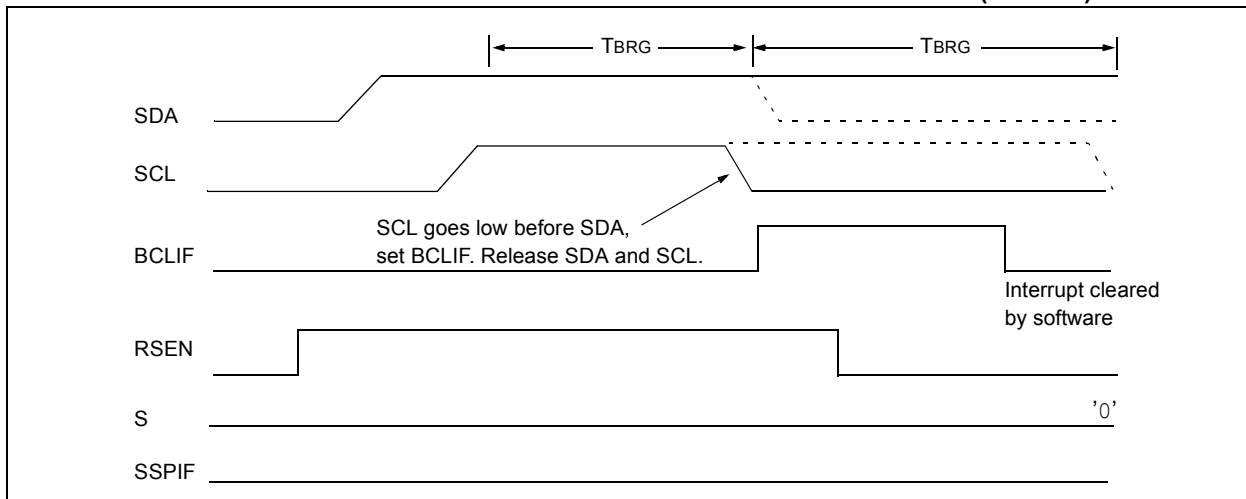 TBRG TBRG
SDA
SCL
SCL goes low before SDA,
set BCLIF. Release SDA and SCL.
BCLIF
Interrupt cleared
by software
RSEN
S '0'
SSPIF